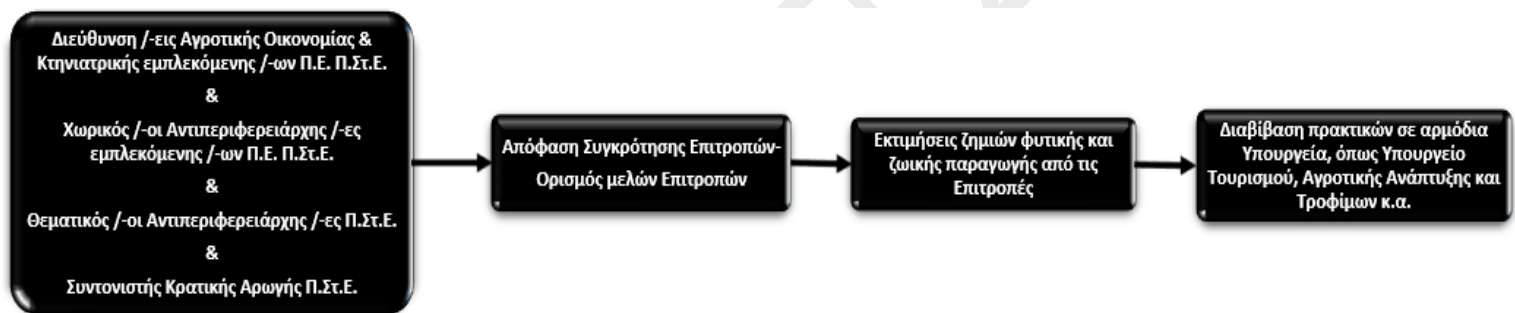 Διεύθυνση /-εις Αγροτικής Οικονομίας &
Κτηνιατρικής εμπλεκόμενης /-ων Π.Ε. Π.Στ.Ε.
&
Χωρικός /-οι Αντιπεριφερειάρχης /-ες
εμπλεκόμενης /-ων Π.Ε. Π.Στ.Ε.
&
Θεματικός /-οι Αντιπεριφερειάρχης /-ες Π.Στ.Ε.
&
Συντονιστής Κρατικής Αρωγής Π.Στ.Ε.
Απόφαση Συγκρότησης Επιτροπών-
Ορισμός μελών Επιτροπών
Εκτιμήσεις ζημιών φυτικής και
ζωικής παραγωγής από τις
Επιτροπές
Διαβίβαση πρακτικών σε αρμόδια
Υπουργεία, όπως Υπουργείο
Τουρισμού, Αγροτικής Ανάπτυξης και
Τροφίμων κ.α.